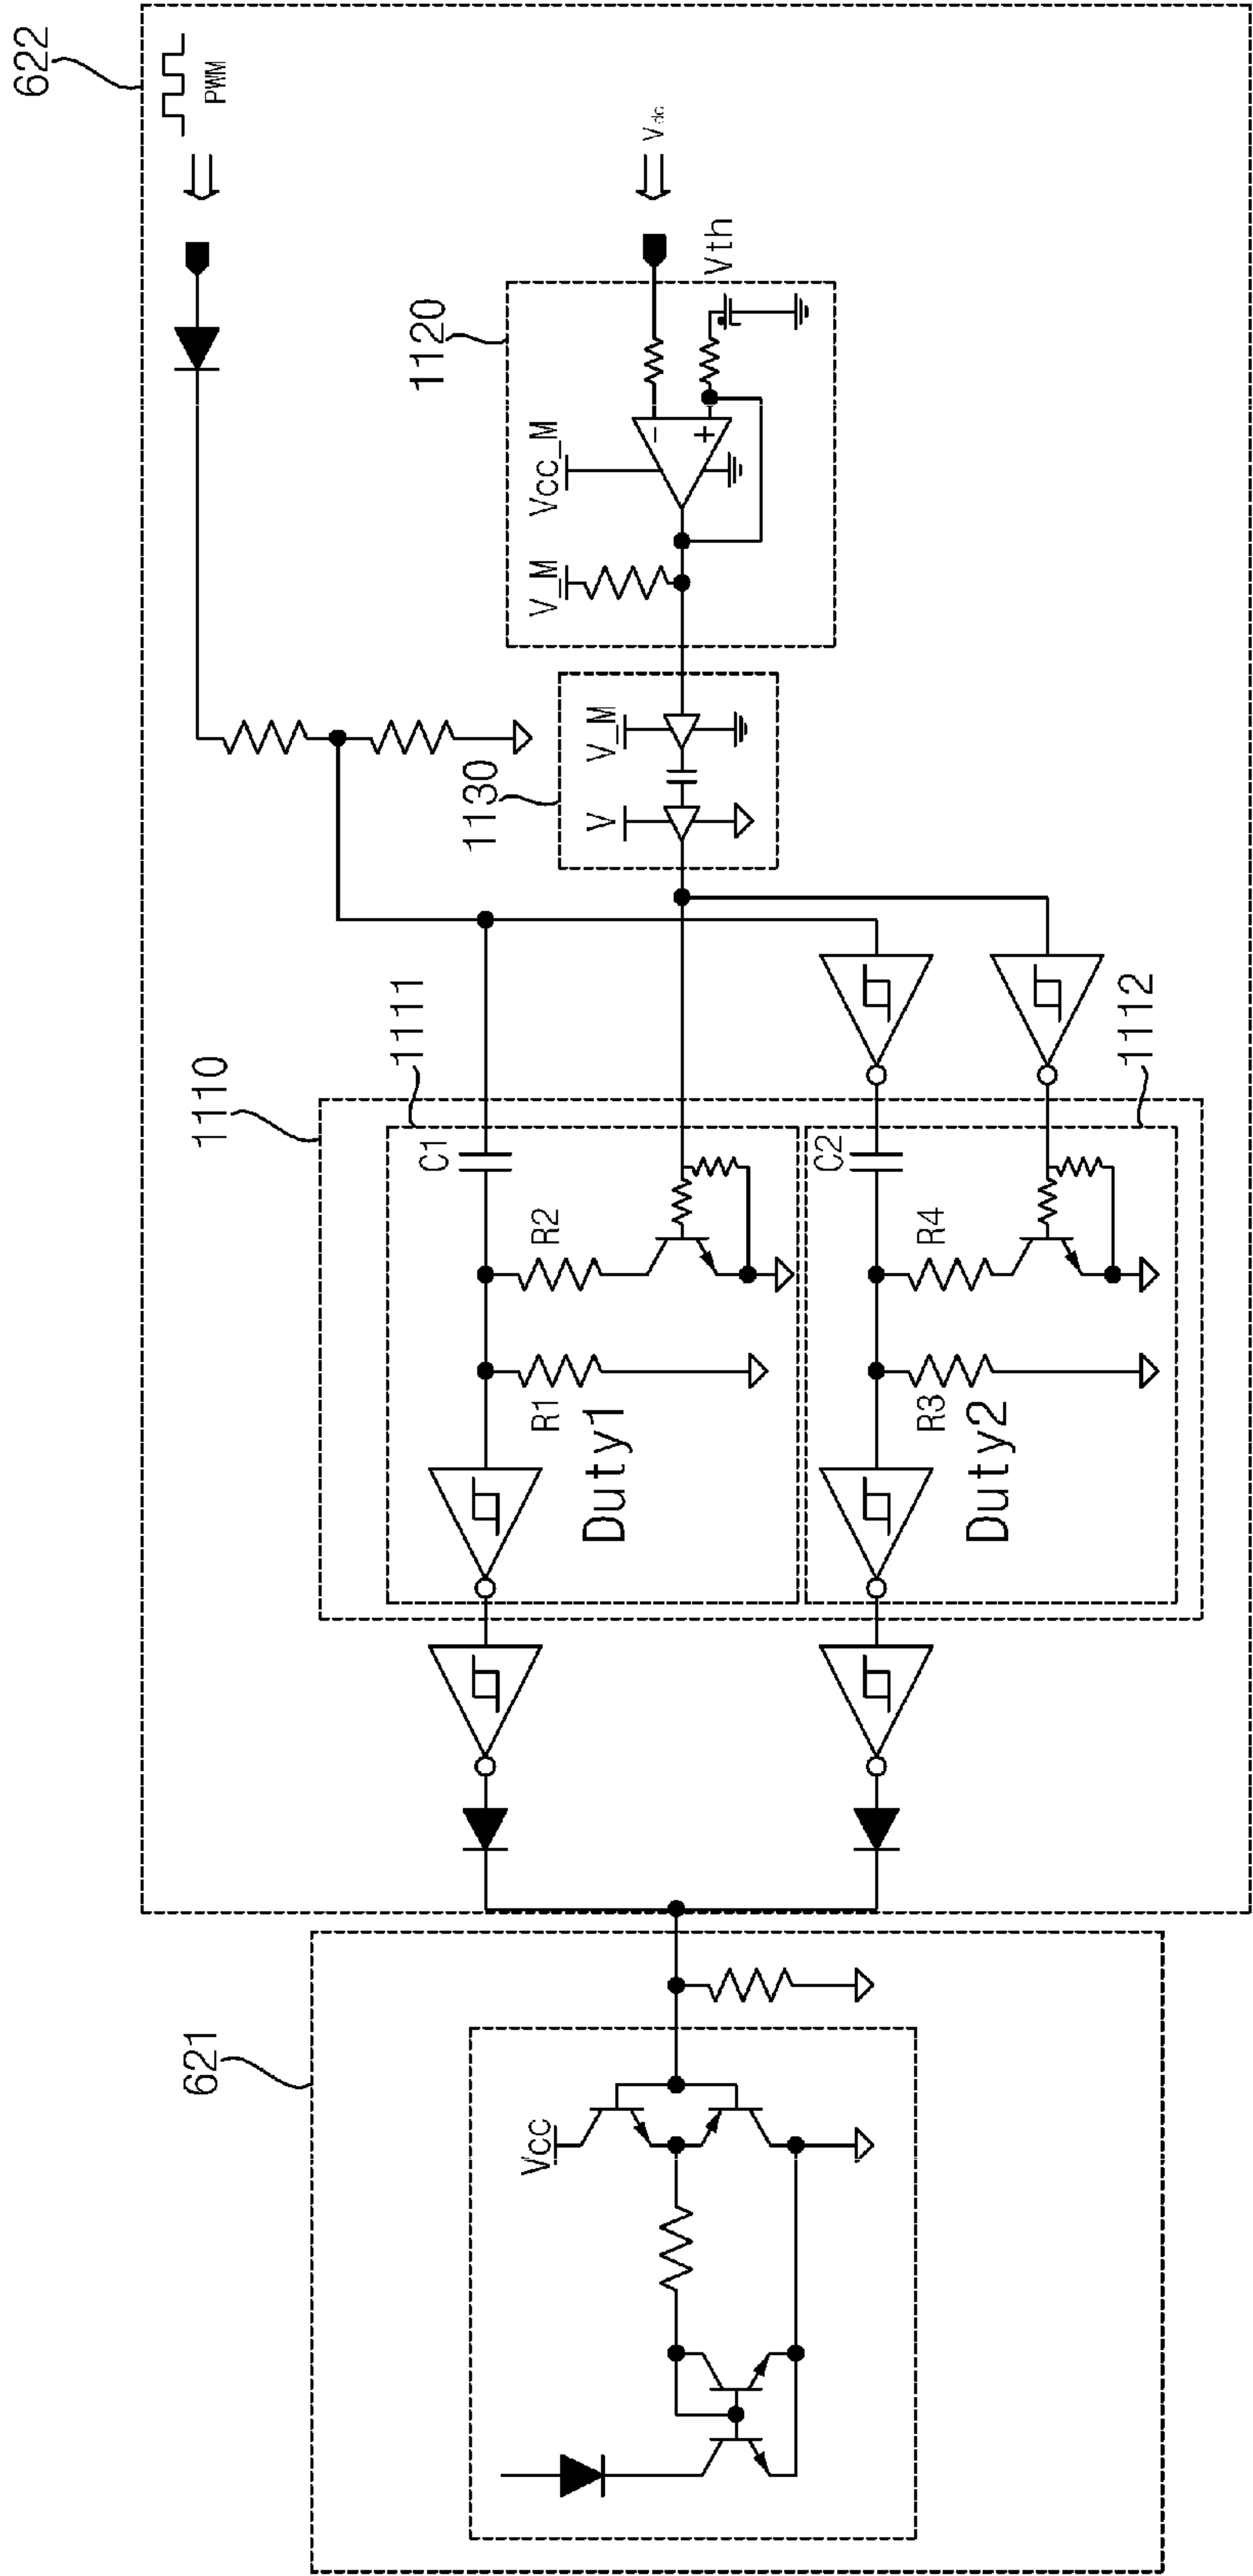 622
PWM
V_dc
1120
Vth
VCC_M
-
+
V_M
1130
V_M
V
1110
1111
1112
C1
R2
R1
Duty1
C2
R4
R3
Duty2
621
VCC